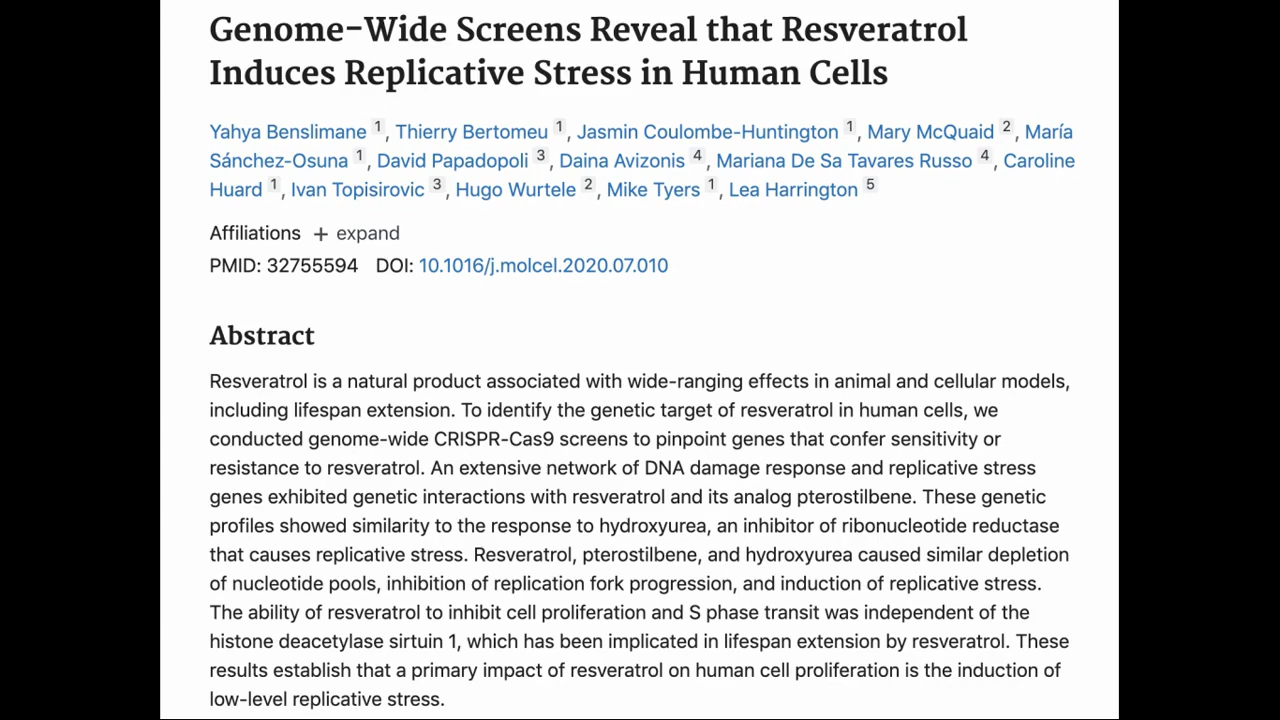 Genome-Wide Screens Reveal that Resveratrol
Induces Replicative Stress in Human Cells
Yahya Benslimane 1, Thierry Bertomeu 1, Jasmin Coulombe-Huntington 1, Mary McQuaid 2, María
Sánchez-Osuna 1, David Papadopoli 3, Daina Avizonis 4, Mariana De Sa Tavares Russo 4, Caroline
Huard 1, Ivan Topisirovic 3, Hugo Wurtele 2, Mike Tyers 1, Lea Harrington 5
Affiliations + expand
PMID: 32755594 DOI: 10.1016/j.molcel.2020.07.010
Abstract
Resveratrol is a natural product associated with wide-ranging effects in animal and cellular models,
including lifespan extension. To identify the genetic target of resveratrol in human cells, we
conducted genome-wide CRISPR-Cas9 screens to pinpoint genes that confer sensitivity or
resistance to resveratrol. An extensive network of DNA damage response and replicative stress
genes exhibited genetic interactions with resveratrol and its analog pterostilbene. These genetic
profiles showed similarity to the response to hydroxyurea, an inhibitor of ribonucleotide reductase
that causes replicative stress. Resveratrol, pterostilbene, and hydroxyurea caused similar depletion
of nucleotide pools, inhibition of replication fork progression, and induction of replicative stress.
The ability of resveratrol to inhibit cell proliferation and S phase transit was independent of the
histone deacetylase sirtuin 1, which has been implicated in lifespan extension by resveratrol. These
results establish that a primary impact of resveratrol on human cell proliferation is the induction of
low-level replicative stress.